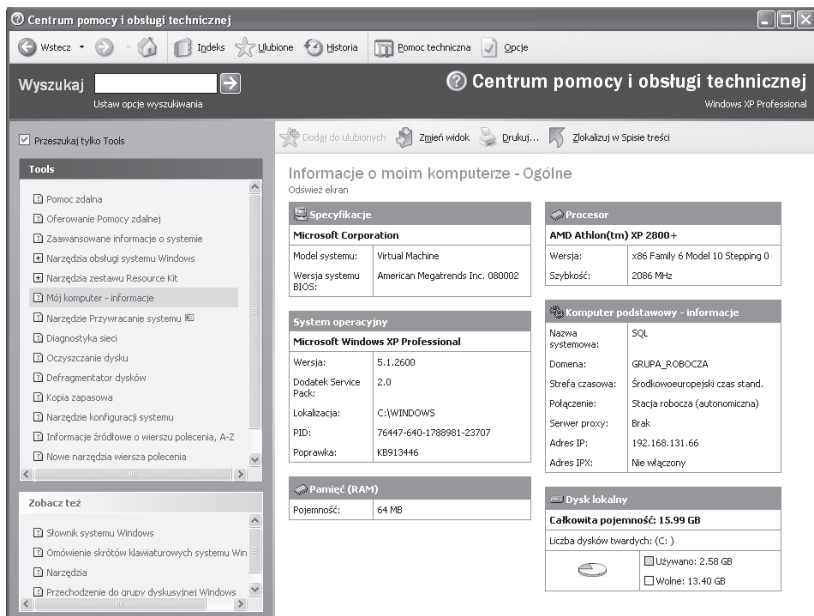 Centrum pomocy i obsługi technicznej
Wstecz Indeks Ulubione Historia Pomoc techniczna Opcje
Wyszukaj
Ustaw opcje wyszukiwania
Centrum pomocy i obsługi technicznej
Windows XP Professional
Przeszukaj tylko Tools
Tools
Pomoc zdalna
Oferowanie Pomocy zdalnej
Zaawansowane informacje o systemie
Narzędzia obsługi systemu Windows
Narzędzia zestawu Resource Kit
Mój komputer - informacje
Narzędzie Przywracanie systemu
Diagnostyka sieci
Oczyszczanie dysku
Defragmentator dysków
Kopia zapasowa
Narzędzie konfiguracji systemu
Informacje źródłowe o wierszu polecenia, A-Z
Nowe narzędzia wiersza polecenia
Zobacz też
Słownik systemu Windows
Omówienie skrótów klawiaturowych systemu Win
Narzędzia
Przechodzenie do grupy dyskusyjnej Windows
Dodaj do ulubionych Zmień widok Drukuj... Zlokalizuj w Spisie treści
Informacje o moim komputerze - Ogólne
Odśwież ekran
Specyfikacje
Microsoft Corporation
Model systemu: Virtual Machine
Wersja systemu BIOS: American Megatrends Inc. 080002
System operacyjny
Microsoft Windows XP Professional
Wersja: 5.1.2600
Dodatek Service Pack: 2.0
Lokalizacja: C:\WINDOWS
PID: 76447-640-1788981-23707
Poprawka: KB913446
Pamięć (RAM)
Pojemność: 64 MB
Procesor
AMD Athlon(tm) XP 2800+
Wersja: x86 Family 6 Model 10 Stepping 0
Szybkość: 2086 MHz
Komputer podstawowy - informacje
Nazwa systemowa: SQL
Domena: GRUPA_ROBOCZA
Strefa czasowa: Środkowoeuropejski czas stand.
Połączenie: Stacja robocza (autonomiczna)
Serwer proxy: Brak
Adres IP: 192.168.131.66
Adres IPX: Nie włączony
Dysk lokalny
Całkowita pojemność: 15.99 GB
Liczba dysków twardych: (C: )
Używano: 2.58 GB
Wolne: 13.40 GB